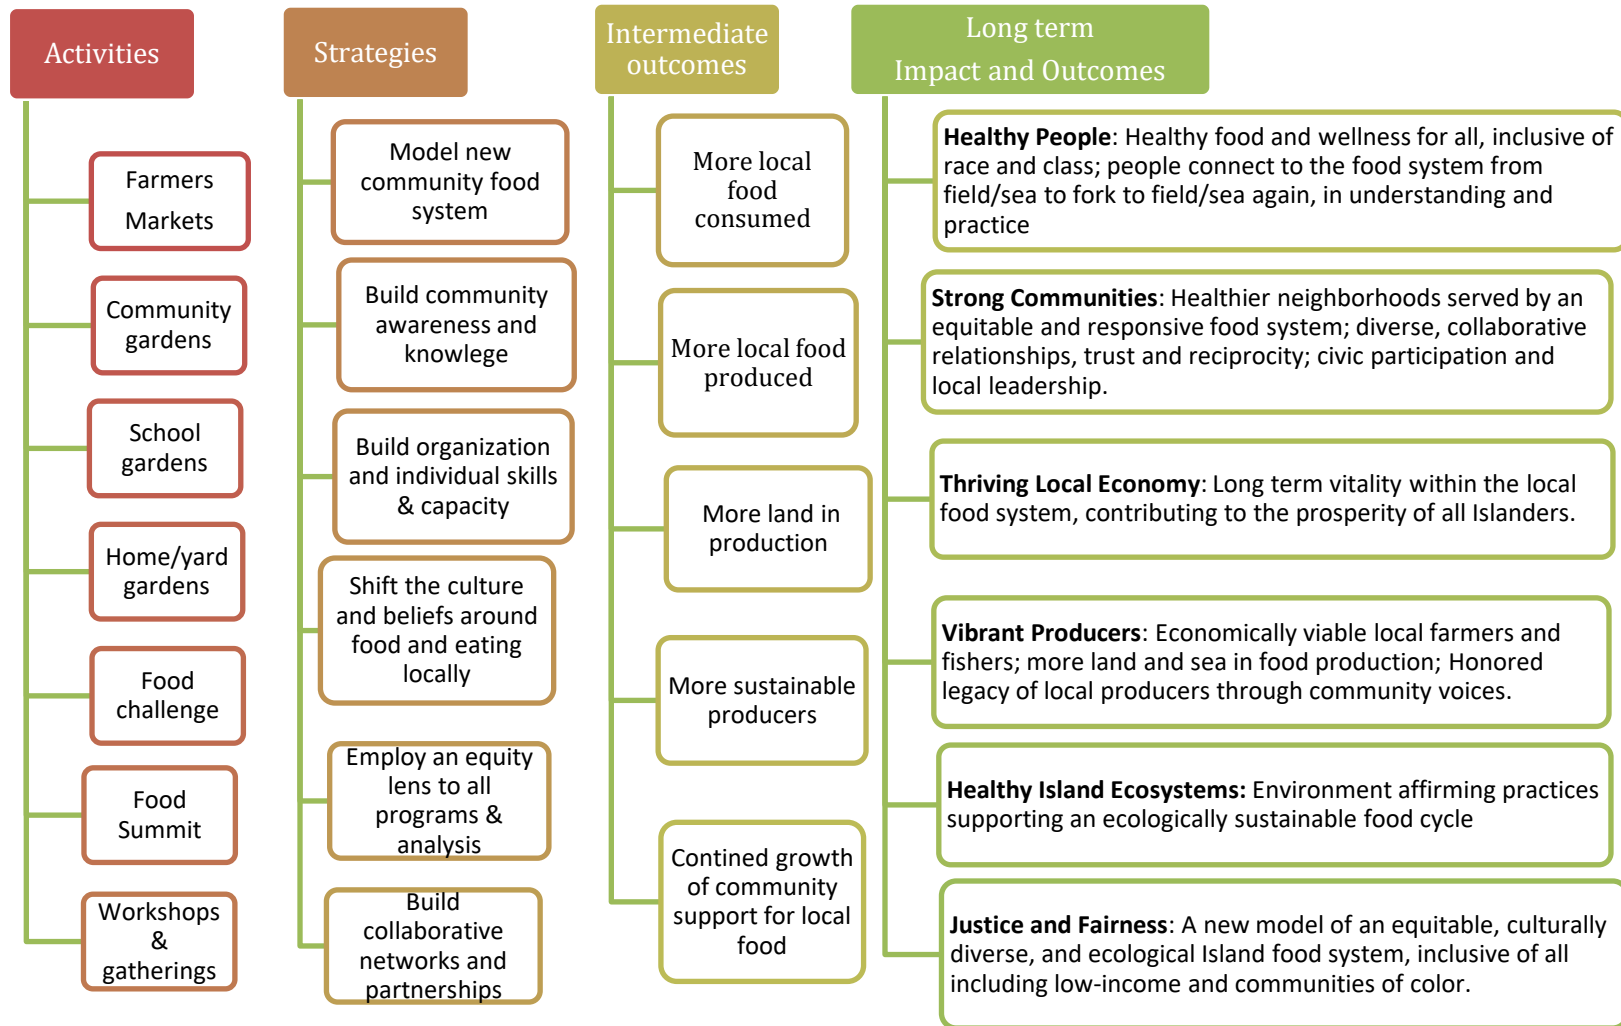 Activities
Farmers
Markets
Community
gardens
School
gardens
Home/yard
gardens
Food
challenge
Food
Summit
Workshops
&
gatherings
Strategies
Model new
community food
system
Build community
awareness and
knowlege
Build organization
and individual skills
& capacity
Shift the culture
and beliefs around
food and eating
locally
Employ an equity
lens to all
programs &
analysis
Build
collaborative
networks and
partnerships
Intermediate
outcomes
More local
food
consumed
More local food
produced
More land in
production
More sustainable
producers
Contined growth
of community
support for local
food
Long term
Impact and Outcomes
Healthy People: Healthy food and wellness for all, inclusive of
race and class; people connect to the food system from
field/sea to fork to field/sea again, in understanding and
practice
Strong Communities: Healthier neighborhoods served by an
equitable and responsive food system; diverse, collaborative
relationships, trust and reciprocity; civic participation and
local leadership.
Thriving Local Economy: Long term vitality within the local
food system, contributing to the prosperity of all Islanders.
Vibrant Producers: Economically viable local farmers and
fishers; more land and sea in food production; Honored
legacy of local producers through community voices.
Healthy Island Ecosystems: Environment affirming practices
supporting an ecologically sustainable food cycle
Justice and Fairness: A new model of an equitable, culturally
diverse, and ecological Island food system, inclusive of all
including low-income and communities of color.